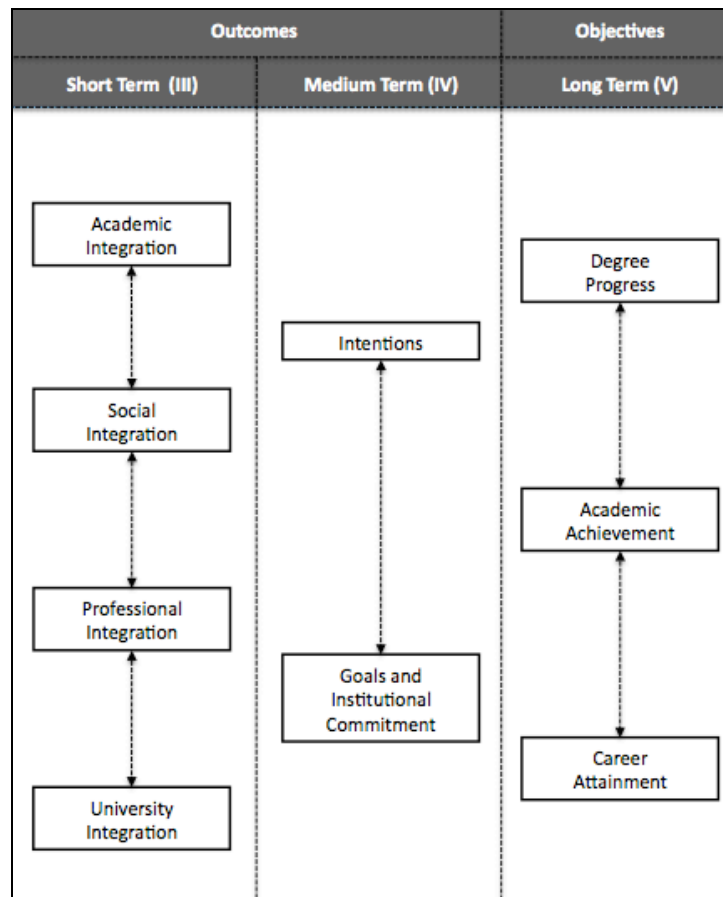 Outcomes
Objectives
Short Term (III)
Medium Term (IV)
Long Term (V)
Academic
Integration
Social
Integration
Professional
Integration
University
Integration
Intentions
Goals and
Institutional
Commitment
Degree
Progress
Academic
Achievement
Career
Attainment